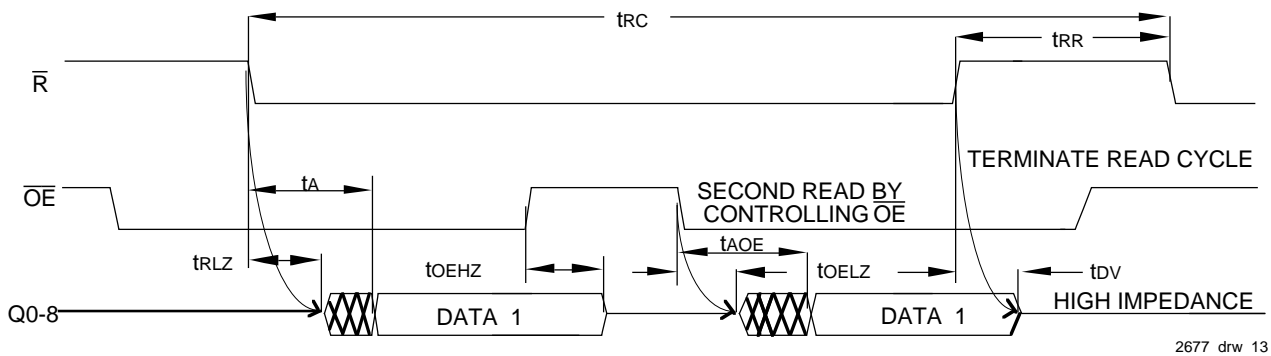 tRC
tRR
R
TERMINATE READ CYCLE
tA
OE
SECOND READ BY
CONTROLLING OE
tAOE
tRLZ
tOEHZ
tOELZ
tDV
Q0-8
DATA 1
DATA 1
HIGH IMPEDANCE
2677 drw 13